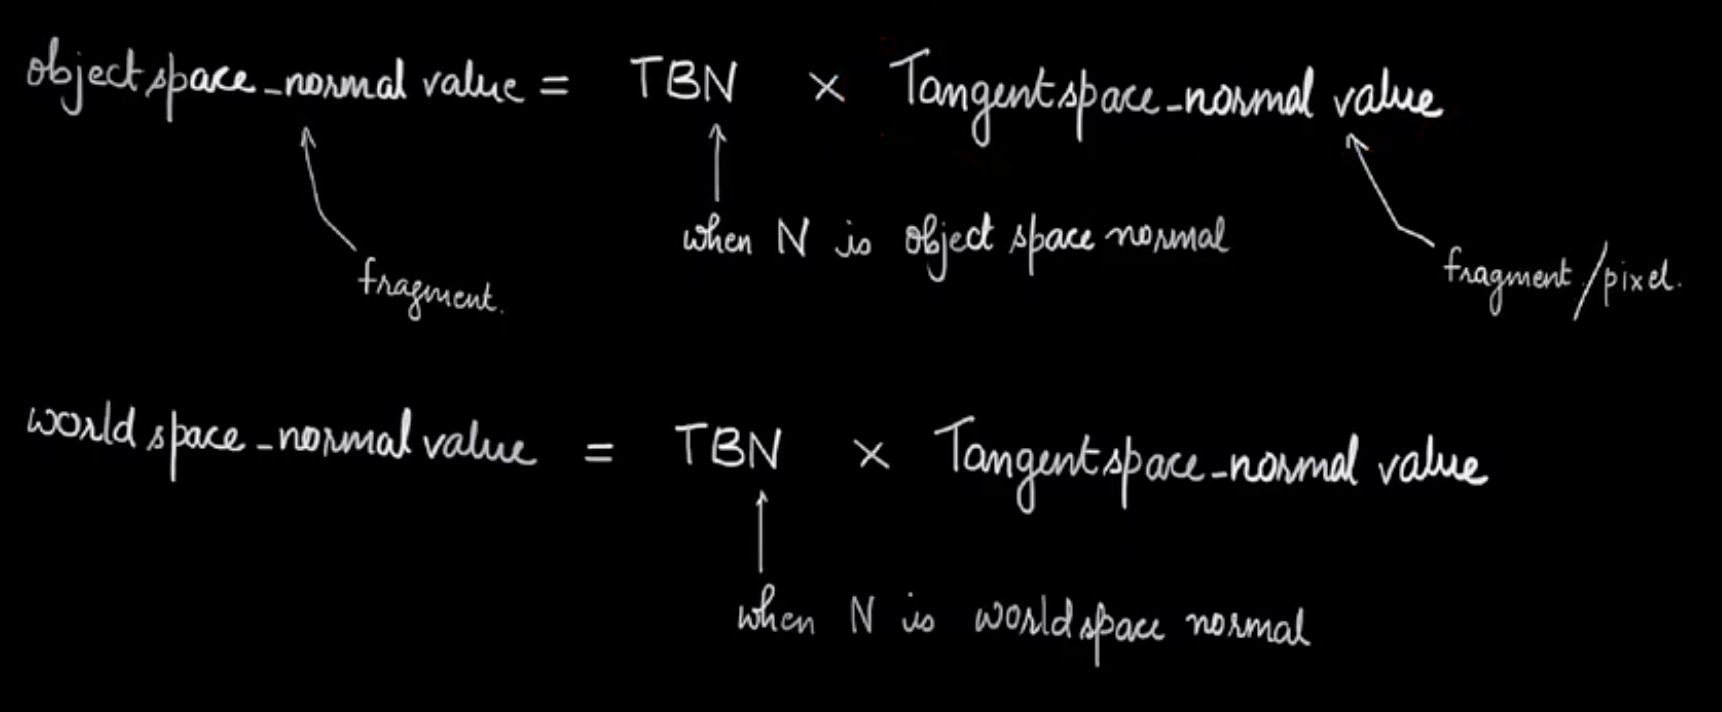 objectspace_normal value = TBN × Tangentspace_normal value
when N is object space normal
fragment.
fragment/pixel.
worldspace_normal value = TBN × Tangentspace_normal value
when N is worldspace normal